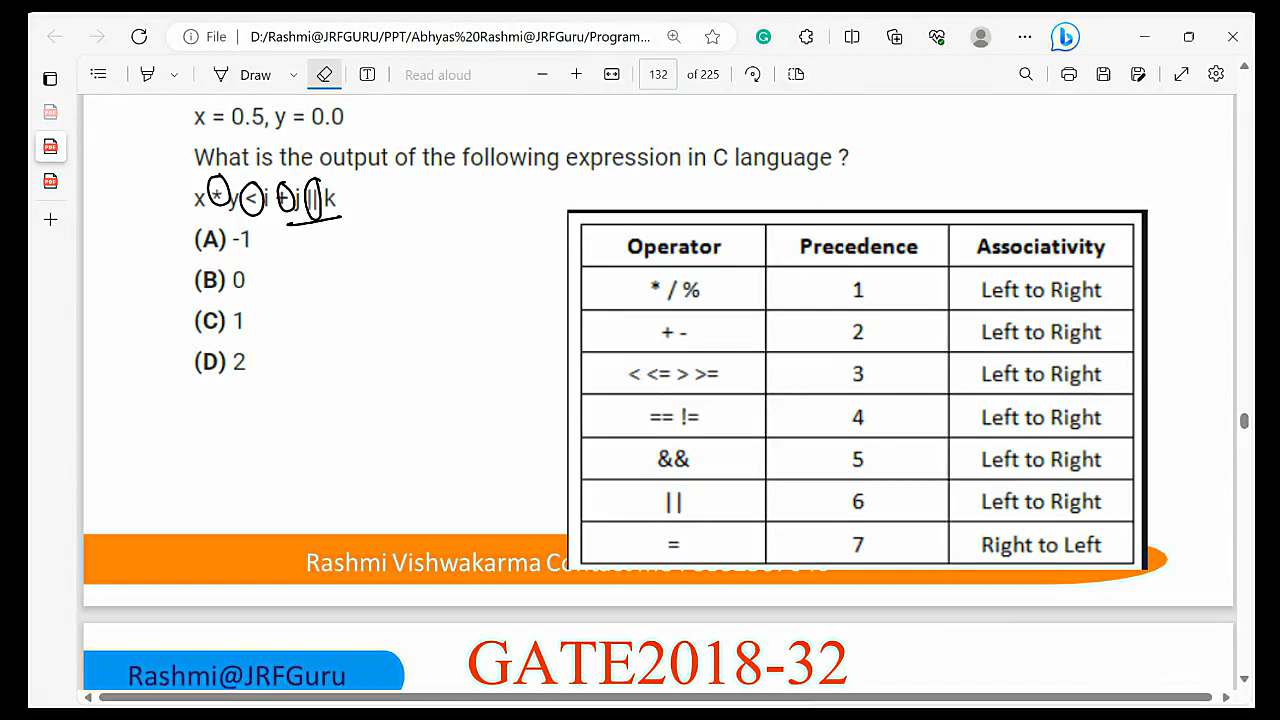 File D:/Rashmi@JRFGURU/PPT/Abhyas%20Rashmi@JRFGuru/Program...
Draw Read aloud 132 of 225
x = 0.5, y = 0.0
What is the output of the following expression in C language ?
x * y < i + j || k
(A) -1
(B) 0
(C) 1
(D) 2
Operator Precedence Associativity
* / % 1 Left to Right
+ - 2 Left to Right
< <= > >= 3 Left to Right
== != 4 Left to Right
&& 5 Left to Right
|| 6 Left to Right
= 7 Right to Left
Rashmi Vishwakarma
GATE2018-32
Rashmi@JRFGuru